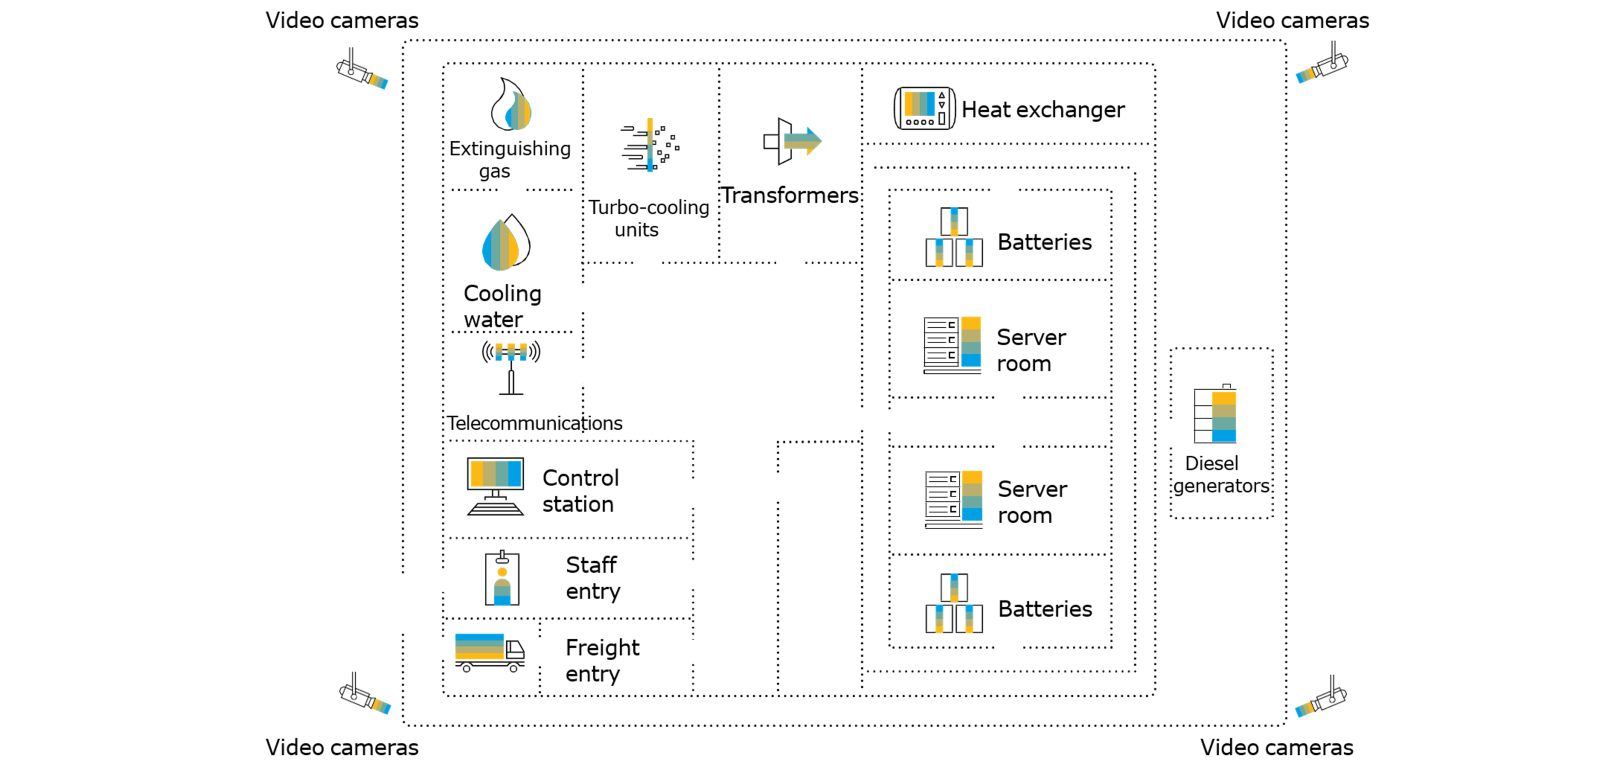 Video cameras
Video cameras
Extinguishing
gas
Heat exchanger
Transformers
Turbo-cooling
units
Batteries
Cooling
water
Server
room
Telecommunications
Control
station
Server
room
Diesel
generators
Staff
entry
Batteries
Freight
entry
Video cameras
Video cameras